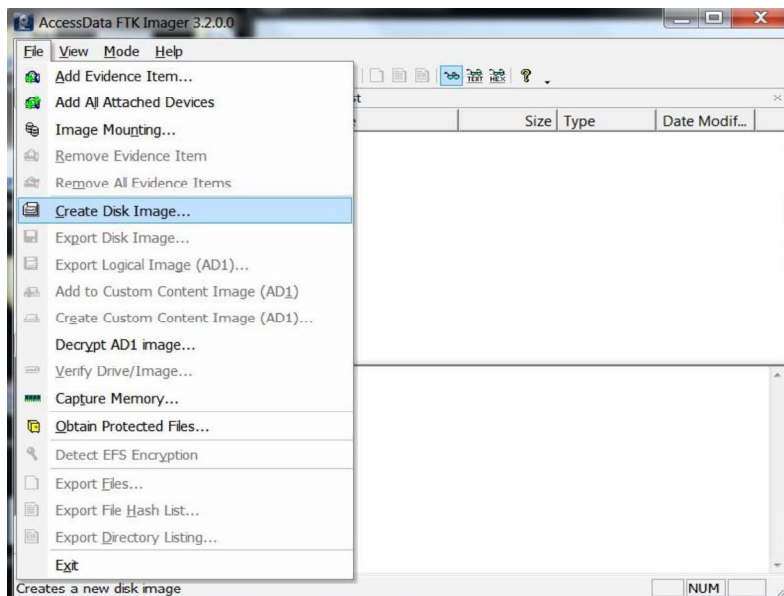 AccessData FTK Imager 3.2.0.0
File View Mode Help
Add Evidence Item...
Add All Attached Devices
Image Mounting...
Remove Evidence Item
Remove All Evidence Items
Create Disk Image...
Export Disk Image...
Export Logical Image (AD1)...
Add to Custom Content Image (AD1)
Create Custom Content Image (AD1)...
Decrypt AD1 image...
Verify Drive/Image...
Capture Memory...
Obtain Protected Files...
Detect EFS Encryption
Export Files...
Export File Hash List...
Export Directory Listing...
Exit
TEXT HEX
st
Size Type Date Modif...
Creates a new disk image
NUM